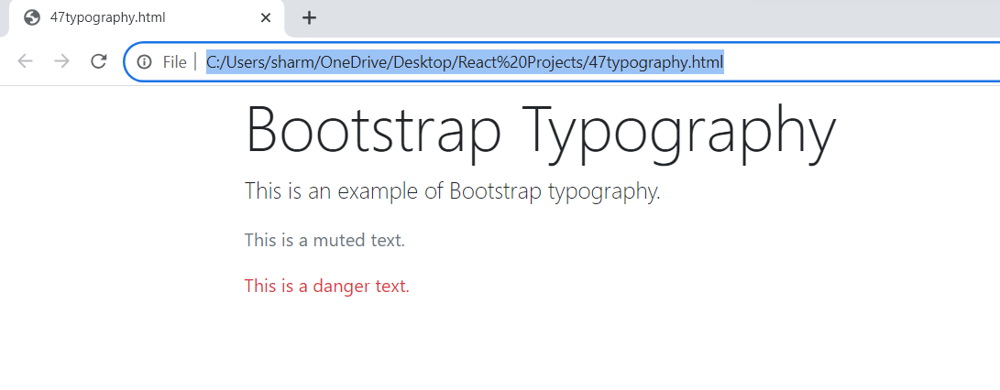 47typography.html
File C:/Users/sharm/OneDrive/Desktop/React%20Projects/47typography.html
Bootstrap Typography
This is an example of Bootstrap typography.
This is a muted text.
This is a danger text.